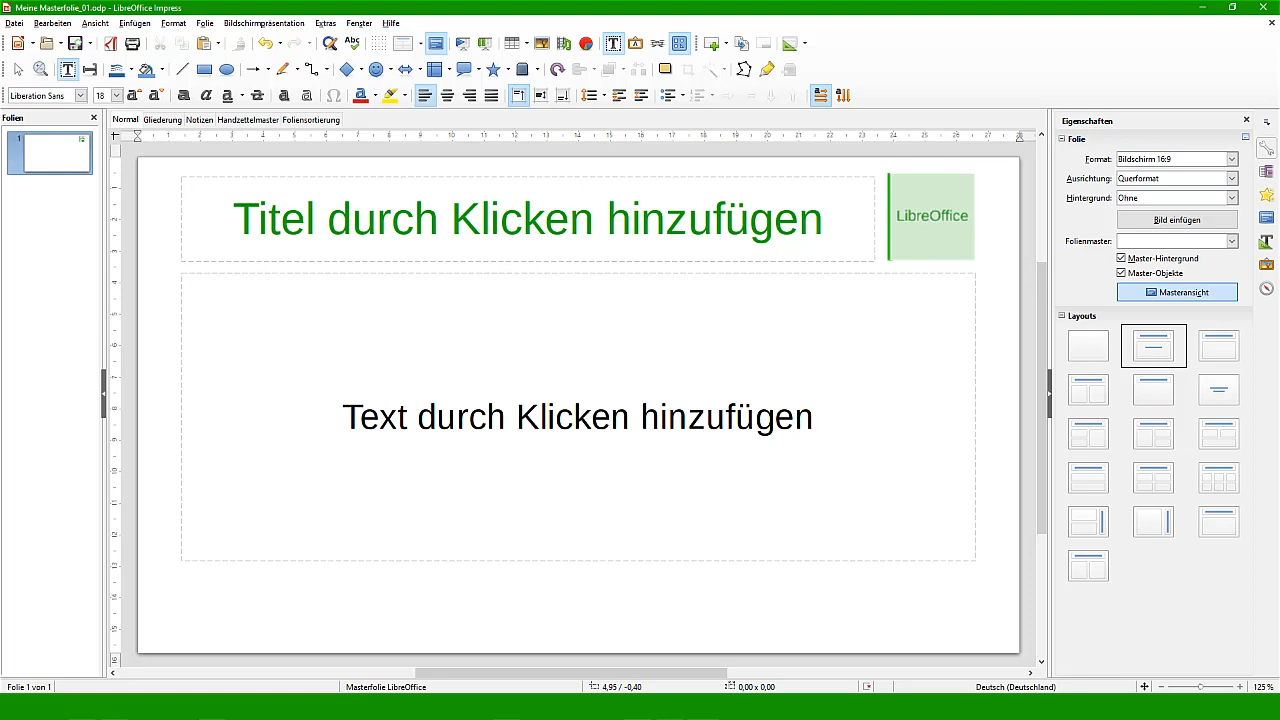 Meine Masterfolie_01.odp - LibreOffice Impress
Datei Bearbeiten Ansicht Einfügen Format Folie Bildschirmpräsentation Extras Fenster Hilfe
Liberation Sans 18
Folien
Normal Gliederung Notizen Handzettelmaster Foliensortierung
1
Titel durch Klicken hinzufügen
LibreOffice
Text durch Klicken hinzufügen
Eigenschaften
Folie
Format: Bildschirm 16:9
Ausrichtung: Querformat
Hintergrund: Ohne
Bild einfügen
Folienmaster:
Master-Hintergrund
Master-Objekte
Masteransicht
Layouts
Folie 1 von 1 Masterfolie LibreOffice 4,95 / -0,40 0,00 x 0,00 Deutsch (Deutschland) 125 %